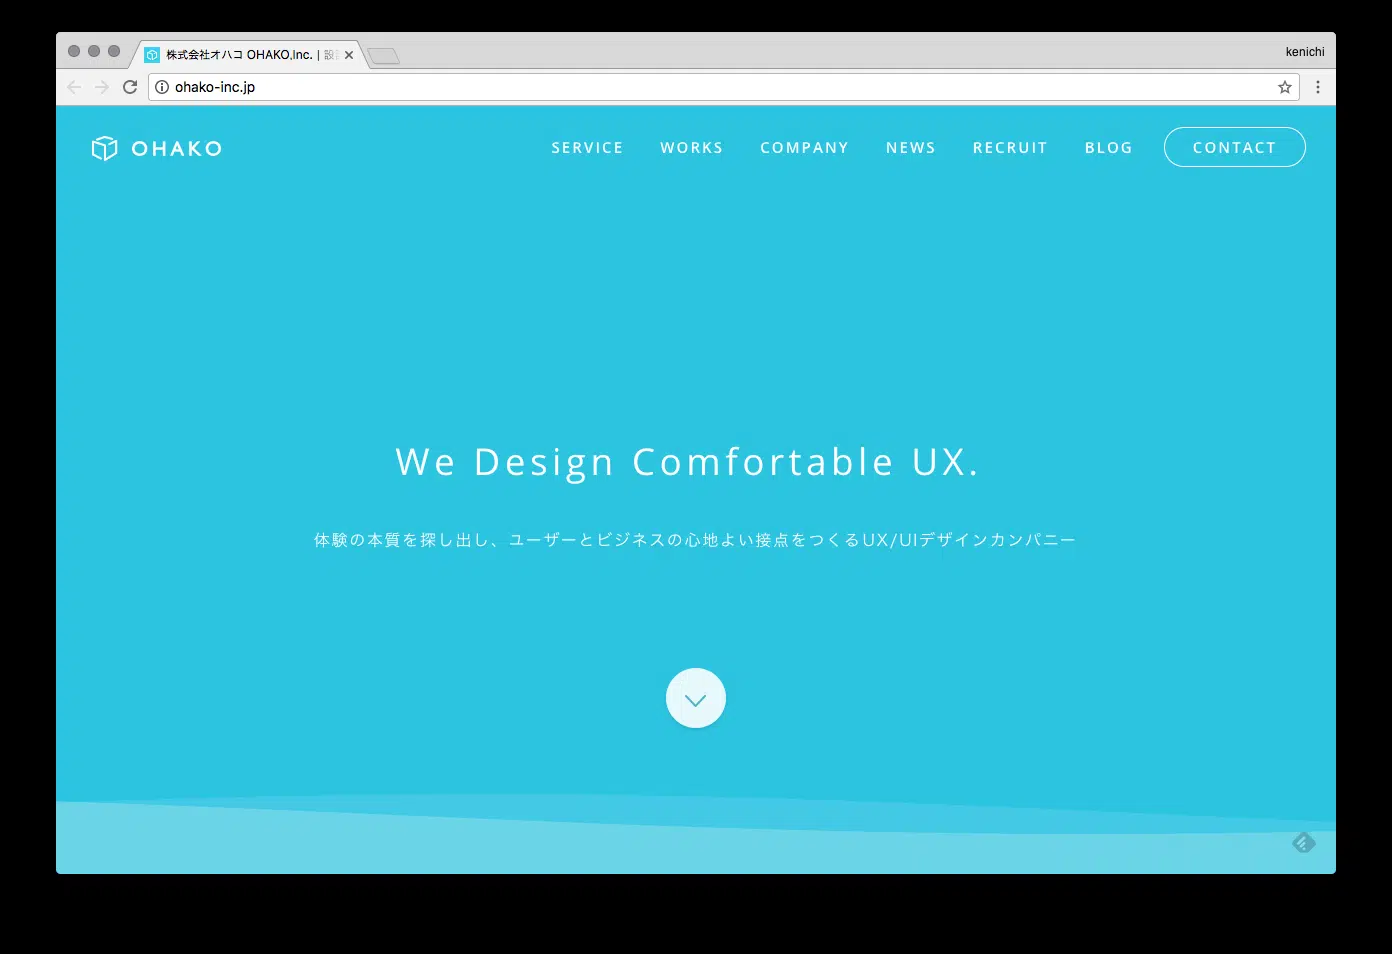 株式会社オハコ OHAKO,Inc. | 設
kenichi
ohako-inc.jp
OHAKO
SERVICE WORKS COMPANY NEWS RECRUIT BLOG CONTACT
We Design Comfortable UX.
体験の本質を探し出し、ユーザーとビジネスの心地よい接点をつくるUX/UIデザインカンパニー